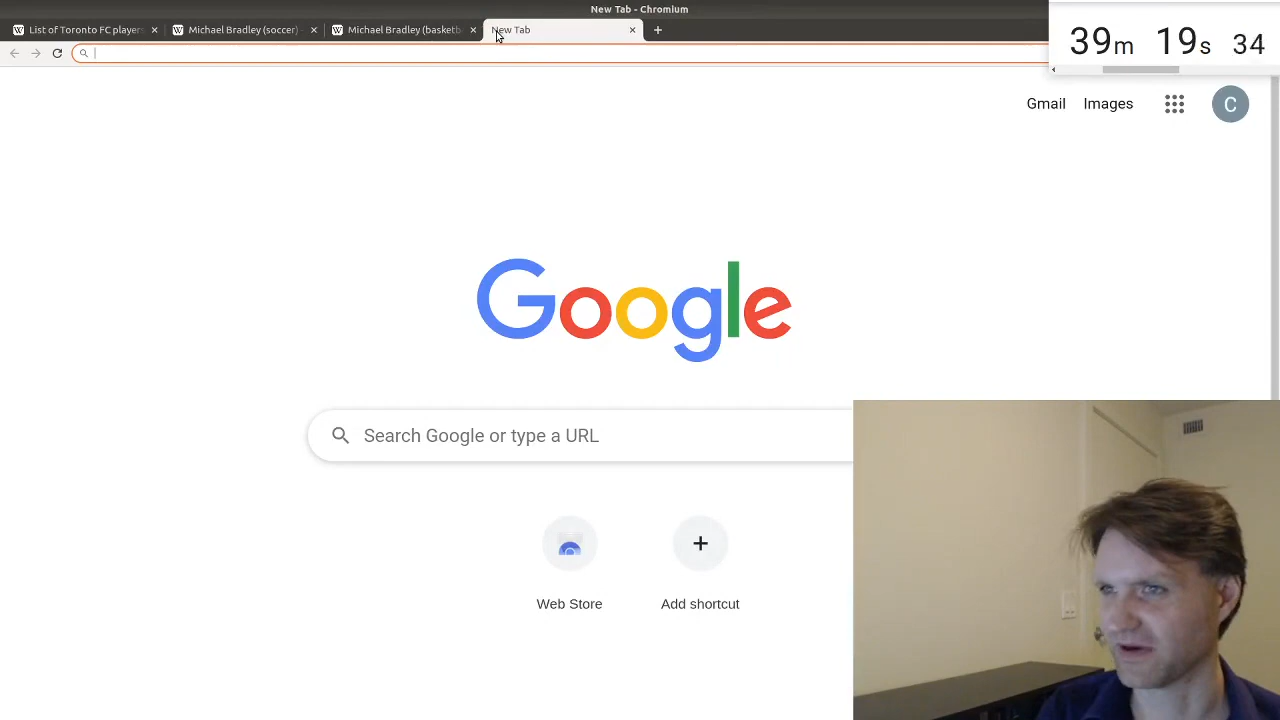 New Tab - Chromium
List of Toronto FC players
Michael Bradley (soccer)
Michael Bradley (basketb
New Tab
39m 19s 34
Gmail
Images
C
Google
Search Google or type a URL
Web Store
Add shortcut